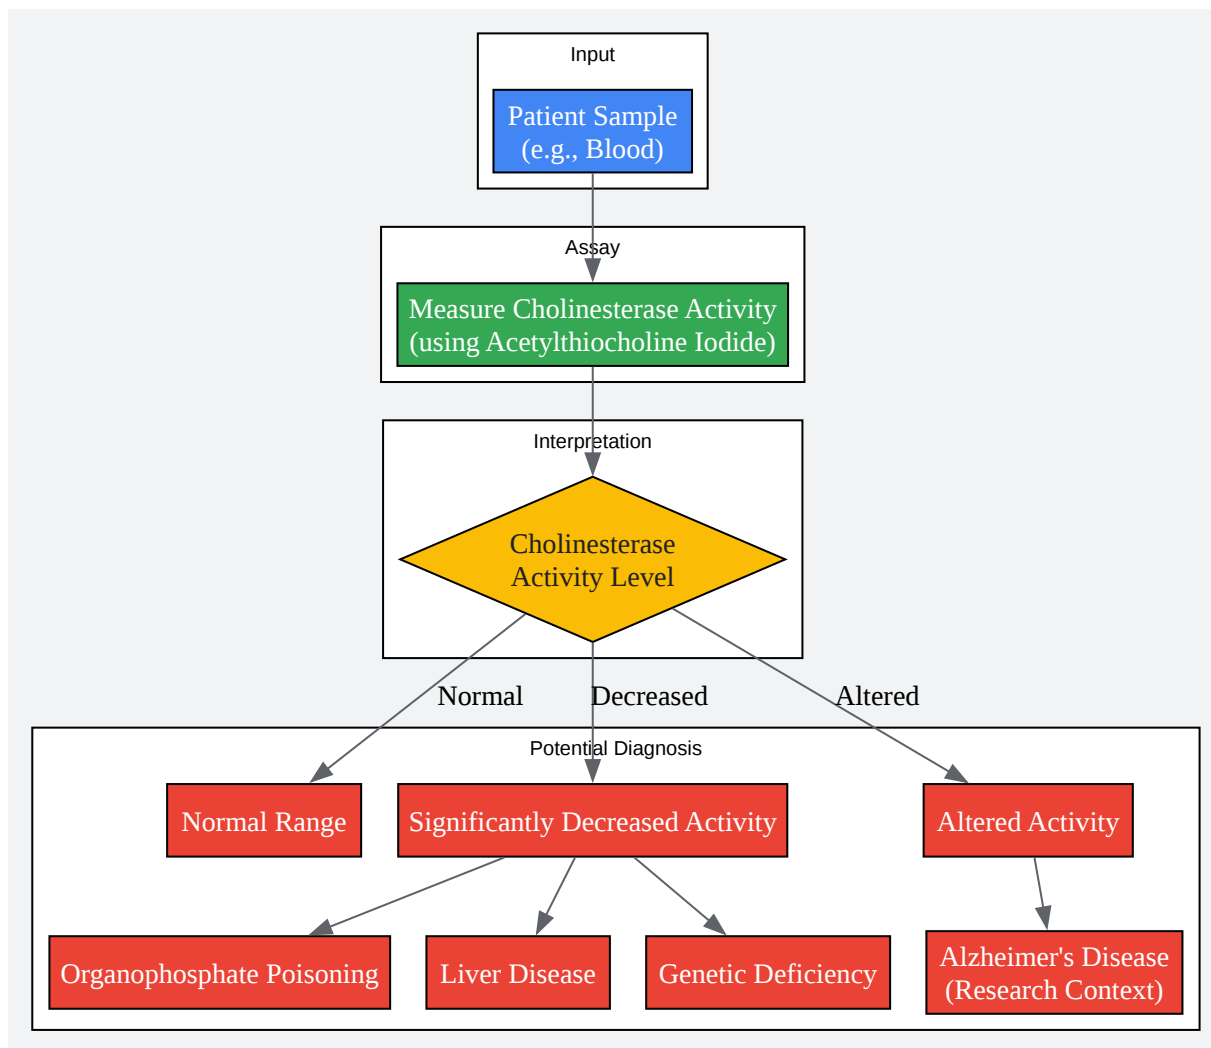 Input
Patient Sample
(e.g., Blood)
Assay
Measure Cholinesterase Activity
(using Acetylthiocholine Iodide)
Interpretation
Cholinesterase
Activity Level
Normal
Decreased
Altered
Potential Diagnosis
Normal Range
Significantly Decreased Activity
Altered Activity
Organophosphate Poisoning
Liver Disease
Genetic Deficiency
Alzheimer's Disease
(Research Context)